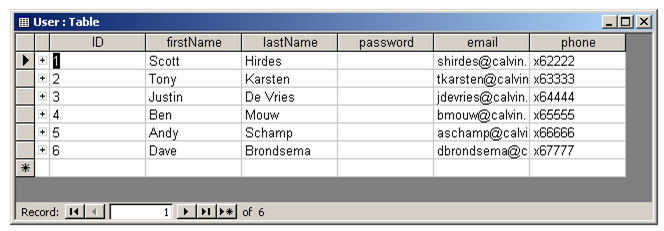 User : Table
ID firstName lastName password email phone
1 Scott Hirdes shirdes@calvin. x62222
2 Tony Karsten tkarsten@calvin x63333
3 Justin De Vries jdevries@calvin. x64444
4 Ben Mouw bmouw@calvin. x65555
5 Andy Schamp aschamp@calvi x66666
6 Dave Brondsema dbrondsema@c x67777
Record: 1 of 6